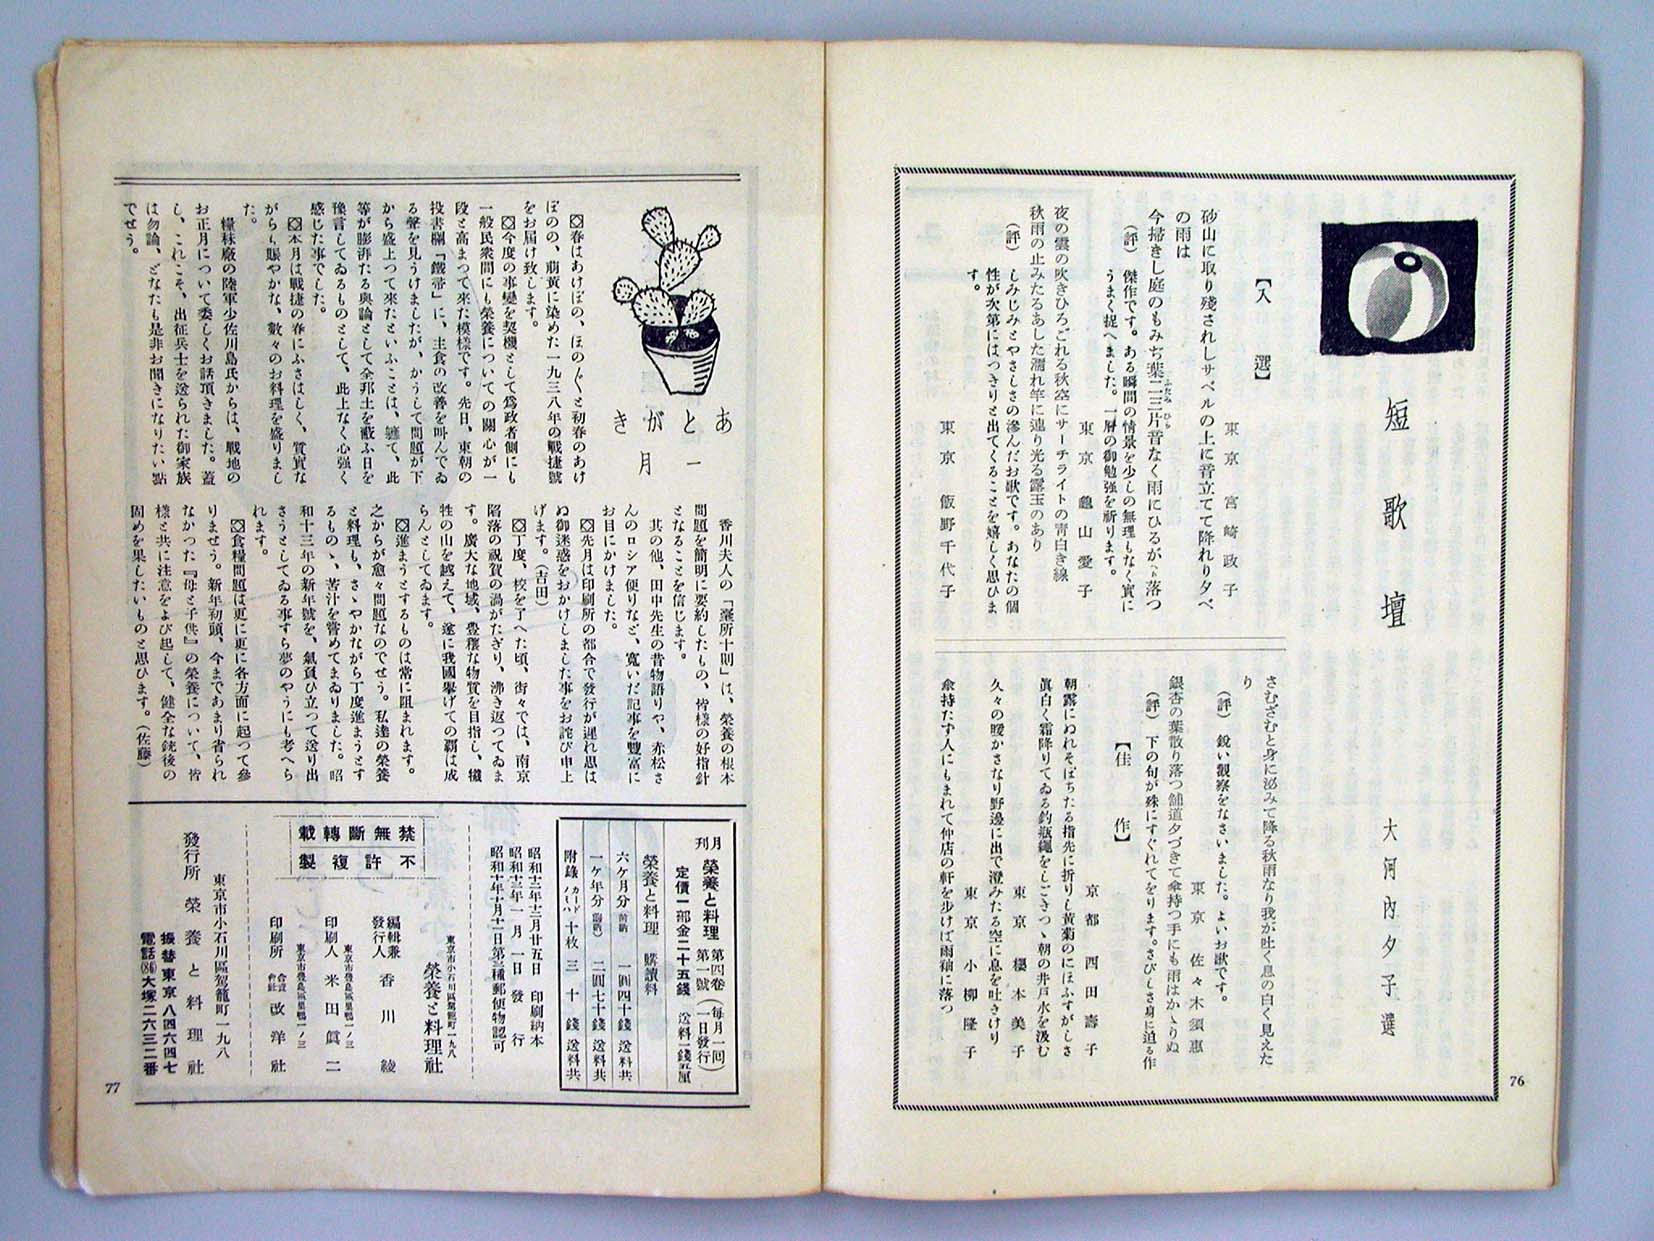 短歌壇
大河內夕子選
【入選】
東京 宮崎政子
砂山に取り殘されしサベルの上に音立てて降れり夕べ
の雨は
今掃きし庭のもみぢ葉二三片音なく雨にひるがへり落つ
(評) 傑作です。ある瞬間の情景を少しの無理もなく實に
うまく捉へました。一層の御勉强を祈ります。
東京 龜山愛子
夜の雲の吹きひろごれる秋空にサーチライトの靑白き線
秋雨の止みたるあした濡れ竿に連り光る露玉のあり
(評) しみじみとやさしさの滲んだお歌です。あなたの個
性が次第にはつきりと出てくることを嬉しく思ひま
す。
東京 飯野千代子
さむざむと身に泌みて降る秋雨なり我が吐く息の白く見えた
り
(評) 銳い觀察をなさいました。よいお歌です。
東京 佐々木須惠
銀杏の葉散り落つ舗道夕づきて傘持つ手にも雨はかゝりぬ
(評) 下の句が殊にすぐれてをります。さびしさ身に迫る作
【佳作】
京都 西田壽子
朝露にぬれそぼちたる指先に折りし黃菊のにほふすがしさ
眞白く霜降りてゐる釣瓶繩をしごきつゝ朝の井戸水を汲む
東京 櫻本美子
久々の暖かさなり野邊に出で澄みたる空に息を吐さけり
東京 小柳隆子
傘持たす人にもまれて仲店の軒を步けば雨袖に落つ
76
あとがき
一月
◇春はあけぼの、ほのぐと初春のあけ
ぼのの、萠黃に染めた一九三八年の戰捷號
をお届け致します。
◇今度の事變を契機として爲政者側にも
一般民衆間にも榮養についての關心が一
段と高まつて來た模樣です。先日、東朝の
投書欄「鐵箒」に、主食の改善を叫んでゐ
る聲を見うけましたが、かうして問題が下
から盛上つて來たといふことは、軈て、此
等が膨湃たる輿論として全邦土を蔽ふ日を
豫言してゐるものとして、此上なく心强く
感じた事でした。
◇本月は戰捷の春にふさはしく、質實な
がらも賑やかな、數々のお料理を盛りまし
た。
糧秣廠の陸軍少佐川島氏からは、戰地の
お正月について委しくお話頂きました。蓋
し、これこそ、出征兵士を送られた御家族
は勿論、どなたも是非お聞きになりたい點
でせう。
香川夫人の「臺所十則」は、榮養の根本
問題を簡明に要約したもの、皆樣の好指針
となることを信じます。
其の他、田中先生の昔物語りや、赤松さ
んのロシア便りなど、寬いだ記事を豐富に
お目にかけました。
◇先月は印刷所の都合で發行が遲れ思は
ぬ御迷惑をおかけしました事をお詫び申上
げます。(吉田)
◇丁度、校を了へた頃、街々では、南京
陷落の祝賀の渦がたぎり、沸き返つてゐま
す。廣大な地域、豐穰な物質を目指し、犧
牲の山を越えて、遂に我國擧げての覇は成
らんとしてゐます。
◇進まうとするものは常に阻まれます。
之からが愈々問題なのでせう。私達の榮養
と料理も、さゝやかながら丁度進まうとす
るものゝ、苦汁を嘗めてまゐりました。昭
和十三年の新年號を、氣負ひ立つて送り出
さうとしてゐる事すら夢のやうにも考へら
れます。
◇食糧問題は更に更に各方面に起つて參
りませう。新年初頭、今まであまり省られ
なかつた『母と子供』の榮養について、皆
樣と共に注意をよび起して、健全な銃後の
固めを果したいものと思ひます。(佐藤)
月刊 榮養と料理 第四卷第一號 (每月一回一日發行)
定價一部金二十五錢 送料一錢五厘
榮養と料理 購讀料
六ケ月分 前納 一圓四十錢 送料共
一ケ年分 前納 二圓七十錢 送料共
附錄カード 十枚三十錢 送料共
昭和十二年十二月廿五日 印刷納本
昭和十三年一月一日發行
昭和十年十月十二日第三種郵便物認可
東京市小石川區駕籠町一九八
榮養と料理社
編輯兼發行人 香川綾
東京市豐島區巢鴨一ノ三
印刷人 米田眞二
東京市豐島區巢鴨一ノ三
印刷所 合資會社 改洋社
禁無斷轉載
不許複製
東京市小石川區駕籠町一九八
發行所 榮養と料理社
振替東京八四六四七
電話(86)大塚二六三二番
77